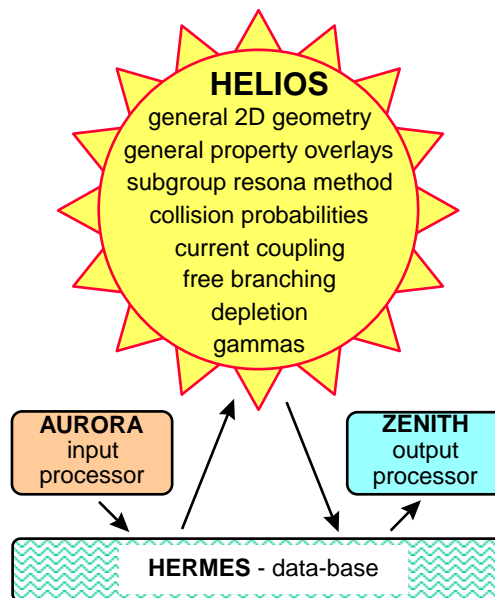 HELIOS
general 2D geometry
general property overlays
subgroup resona method
collision probabilities
current coupling
free branching
depletion
gammas
AURORA
input
processor
ZENITH
output
processor
HERMES - data-base